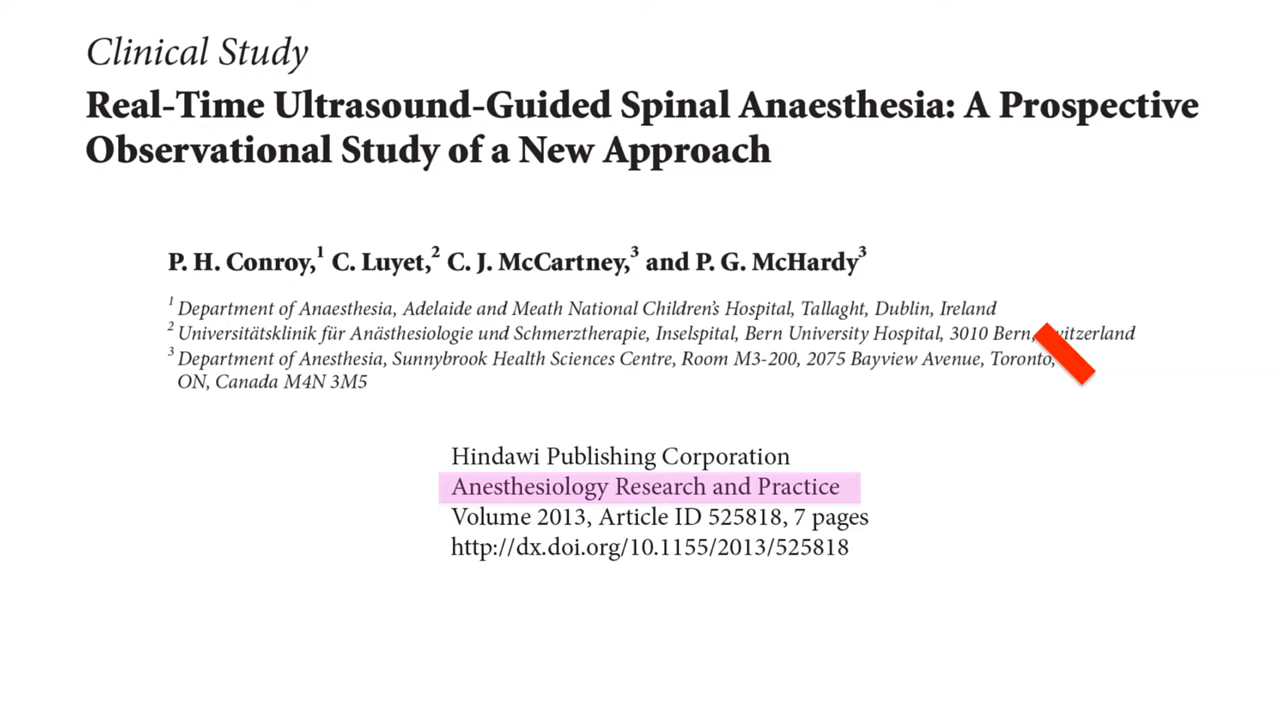 Clinical Study
Real-Time Ultrasound-Guided Spinal Anaesthesia: A Prospective
Observational Study of a New Approach
P. H. Conroy,1 C. Luyet,2 C. J. McCartney,3 and P. G. McHardy3
1 Department of Anaesthesia, Adelaide and Meath National Children's Hospital, Tallaght, Dublin, Ireland
2 Universitätsklinik für Anästhesiologie und Schmerztherapie, Inselspital, Bern University Hospital, 3010 Bern, Switzerland
3 Department of Anesthesia, Sunnybrook Health Sciences Centre, Room M3-200, 2075 Bayview Avenue, Toronto,
ON, Canada M4N 3M5
Hindawi Publishing Corporation
Anesthesiology Research and Practice
Volume 2013, Article ID 525818, 7 pages
http://dx.doi.org/10.1155/2013/525818